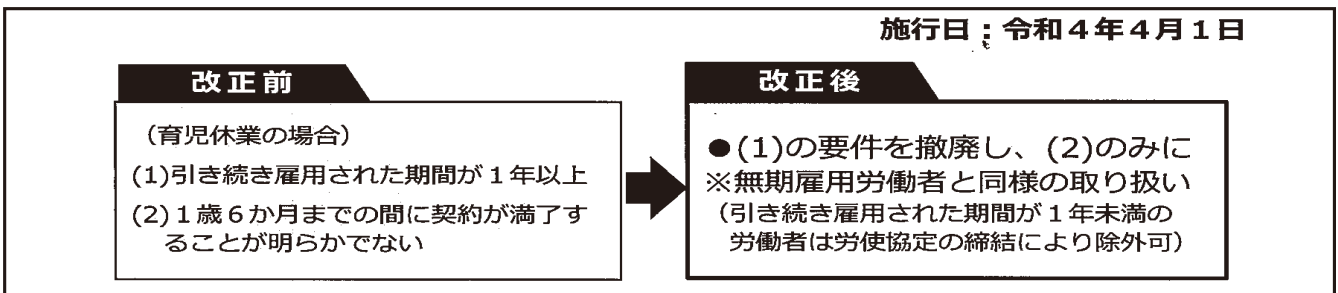 施行日：令和４年４月１日
改正前
（育児休業の場合）
(1)引き続き雇用された期間が１年以上
(2)１歳６か月までの間に契約が満了す
ることが明らかでない
改正後
●(1)の要件を撤廃し、(2)のみに
※無期雇用労働者と同様の取り扱い
（引き続き雇用された期間が１年未満の
労働者は労使協定の締結により除外可）